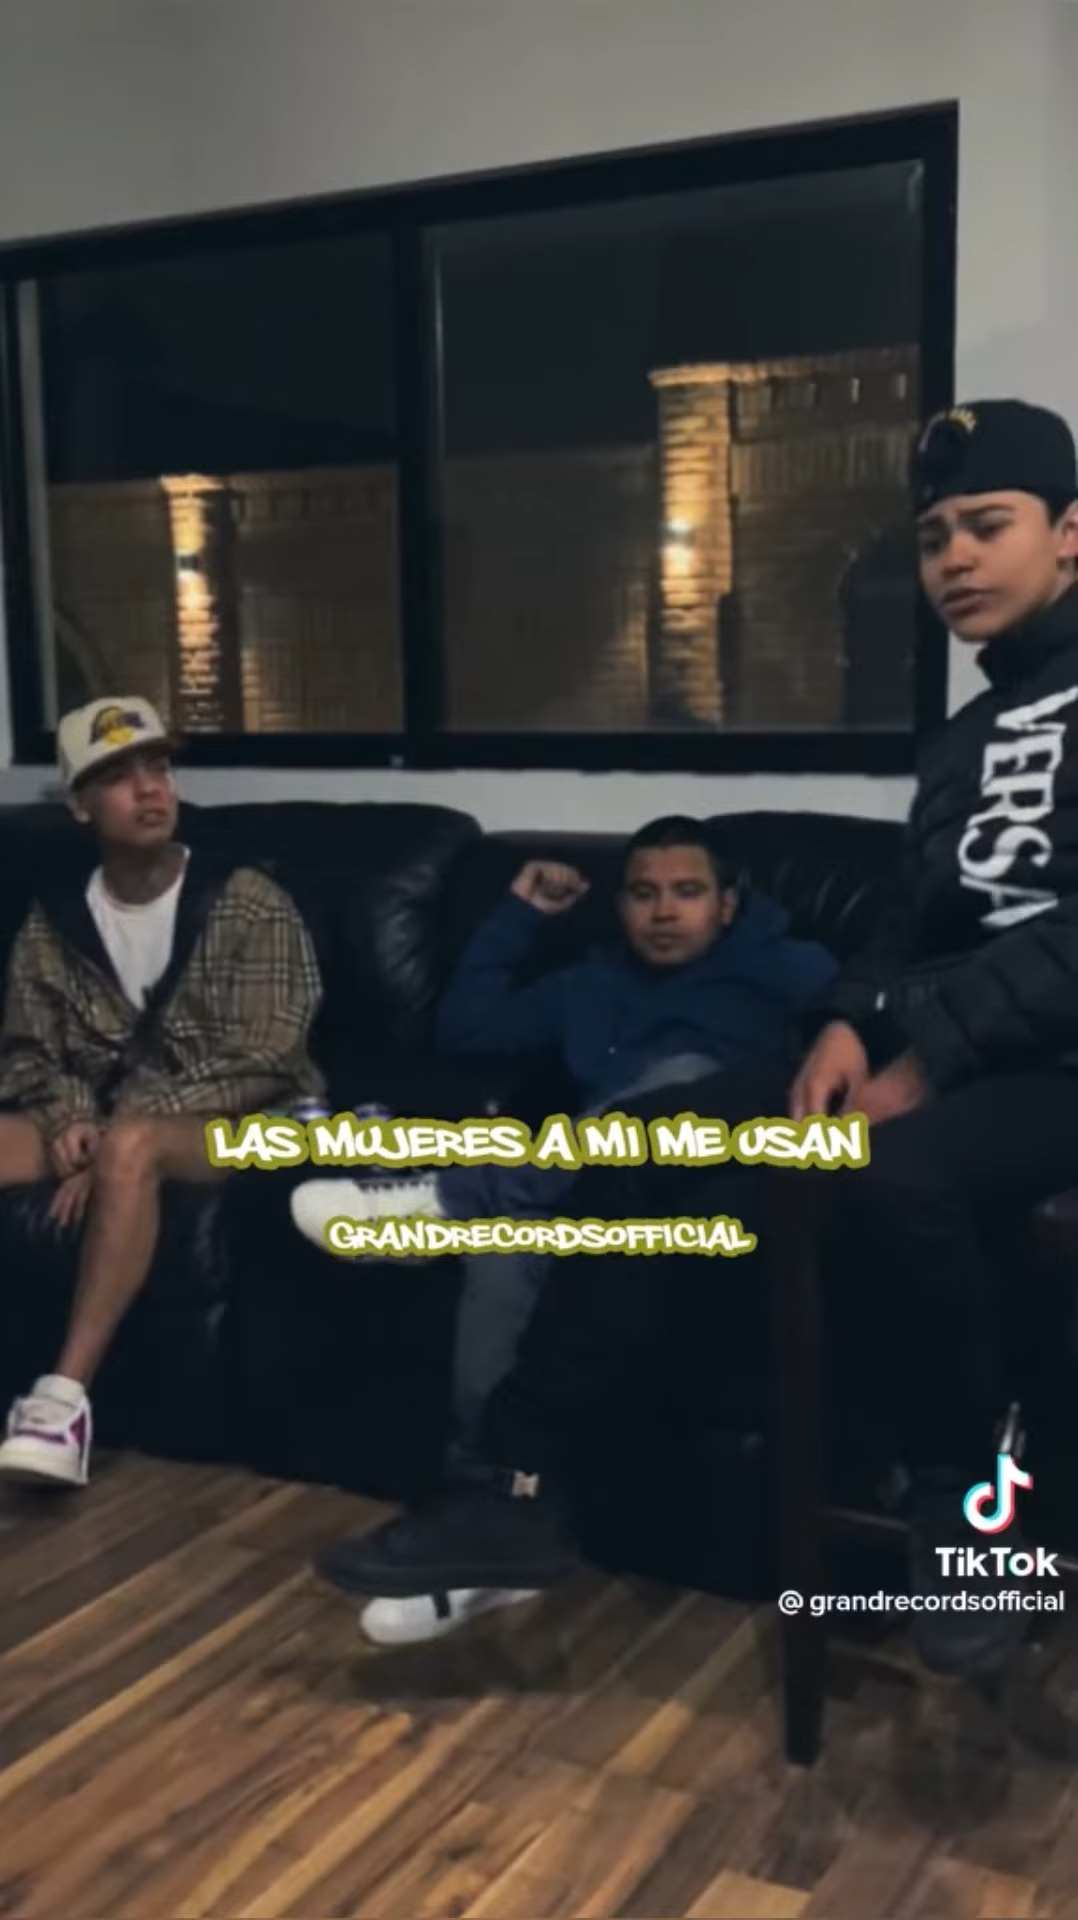 VERSA
LAS MUJERES A MI ME USAN
GRANDRECORDSOFFICIAL
TikTok
@ grandrecordsofficial